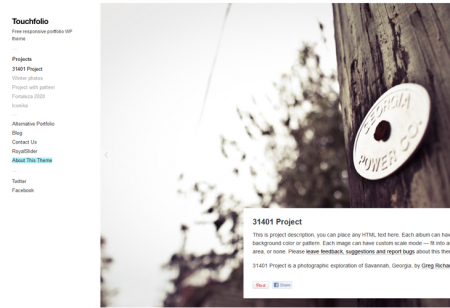 Touchfolio
Free responsive portfolio WP
theme
Projects
31401 Project
Winter photos
Project with pattern
Fortaleza 2020
Iconika
Alternative Portfolio
Blog
Contact Us
RoyalSlider
About This Theme
Twitter
Facebook
GEORGIA
POWER CO.
31401 Project
This is project description, you can place any HTML text here. Each album can hav
background color or pattern. Each image can have custom scale mode — fit into a
area, or none. Please leave feedback, suggestions and report bugs about this the
31401 Project is a photographic exploration of Savannah, Georgia, by Greg Richa
Pin it
Share